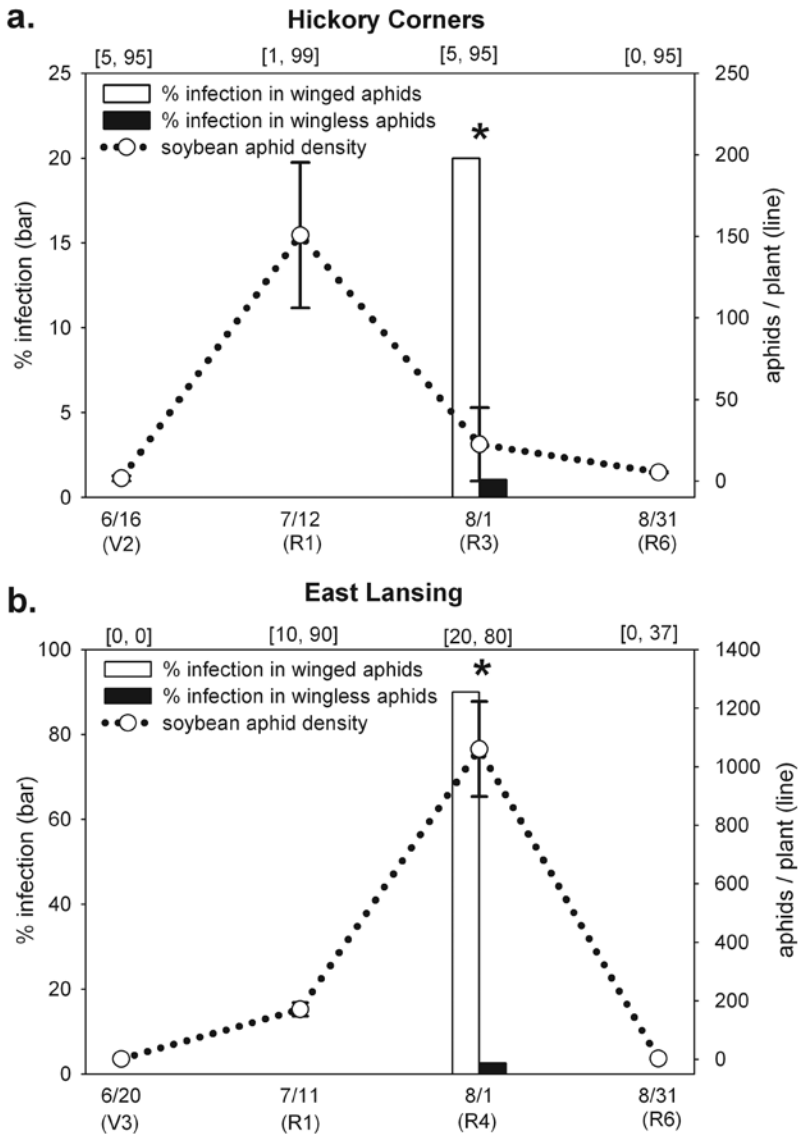 a.
Hickory Corners
[5, 95] [1, 99] [5, 95] [0, 95]
% infection in winged aphids
% infection in wingless aphids
soybean aphid density
*
25
20
15
10
5
0
% infection (bar)
250
200
150
100
50
0
aphids / plant (line)
6/16 7/12 8/1 8/31
(V2) (R1) (R3) (R6)
b.
East Lansing
[0, 0] [10, 90] [20, 80] [0, 37]
% infection in winged aphids
% infection in wingless aphids
soybean aphid density
*
100
80
60
40
20
0
% infection (bar)
1400
1200
1000
800
600
400
200
0
aphids / plant (line)
6/20 7/11 8/1 8/31
(V3) (R1) (R4) (R6)